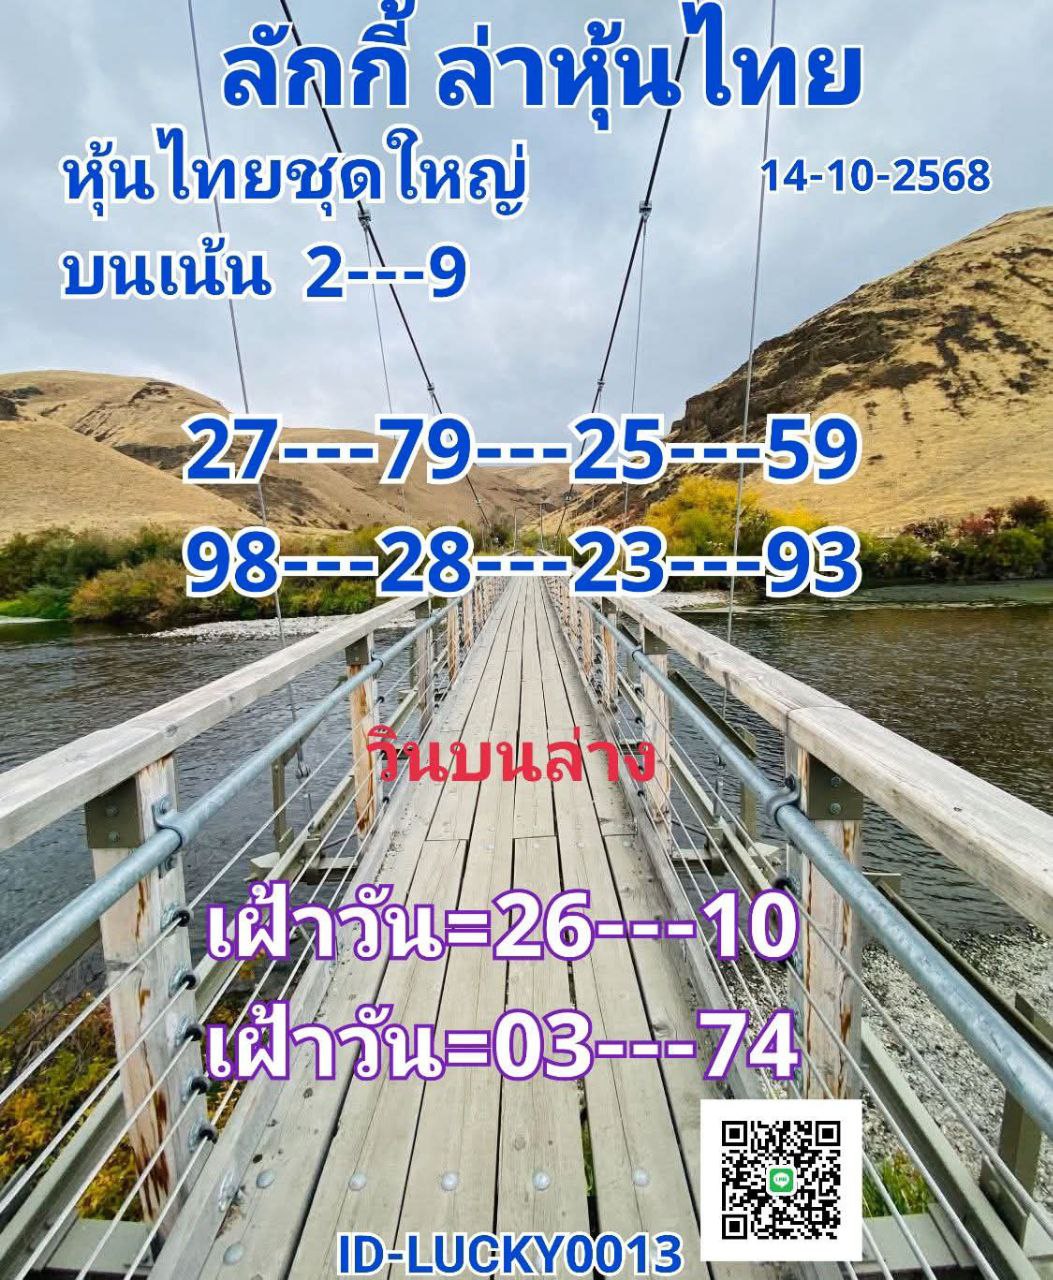 ลักกี้ ล่าหุ้นไทย
หุ้นไทยชุดใหญ่ 14-10-2568
บนเน้น 2---9
27---79---25---59
98---28---23---93
วินบนล่าง
เฝ้าวัน=26---10
เฝ้าวัน=03---74
LINE
ID-LUCKY0013